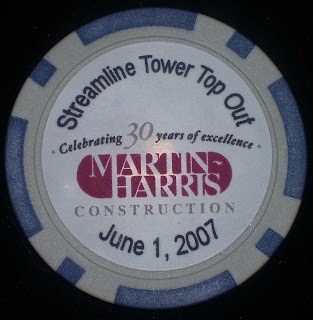 Streamline Tower Top Out
Celebrating 30 years of excellence
MARTIN-
HARRIS
CONSTRUCTION
June 1, 2007